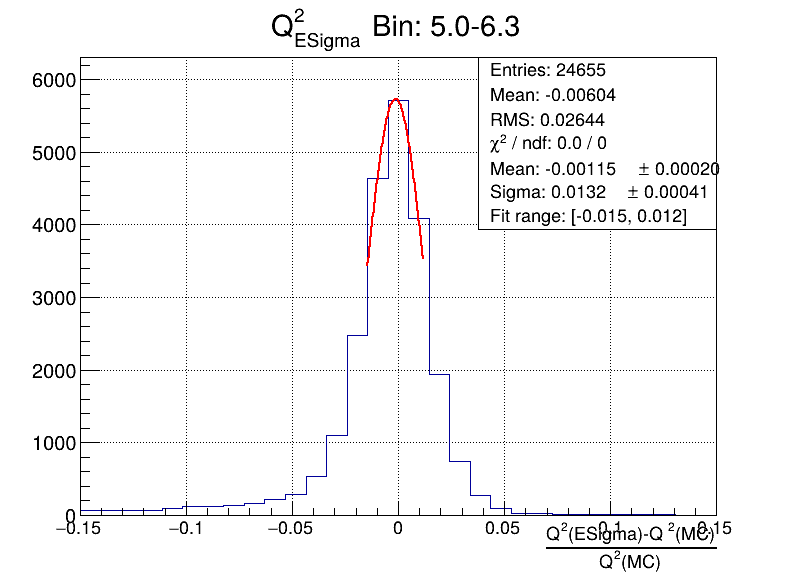 Q²_ESigma Bin: 5.0-6.3
Entries: 24655
Mean: -0.00604
RMS: 0.02644
χ² / ndf: 0.0 / 0
Mean: -0.00115 ± 0.00020
Sigma: 0.0132 ± 0.00041
Fit range: [-0.015, 0.012]
6000
5000
4000
3000
2000
1000
0
−0.15 −0.1 −0.05 0 0.05 0.1 0.15
Q²(ESigma)-Q²(MC)
Q²(MC)